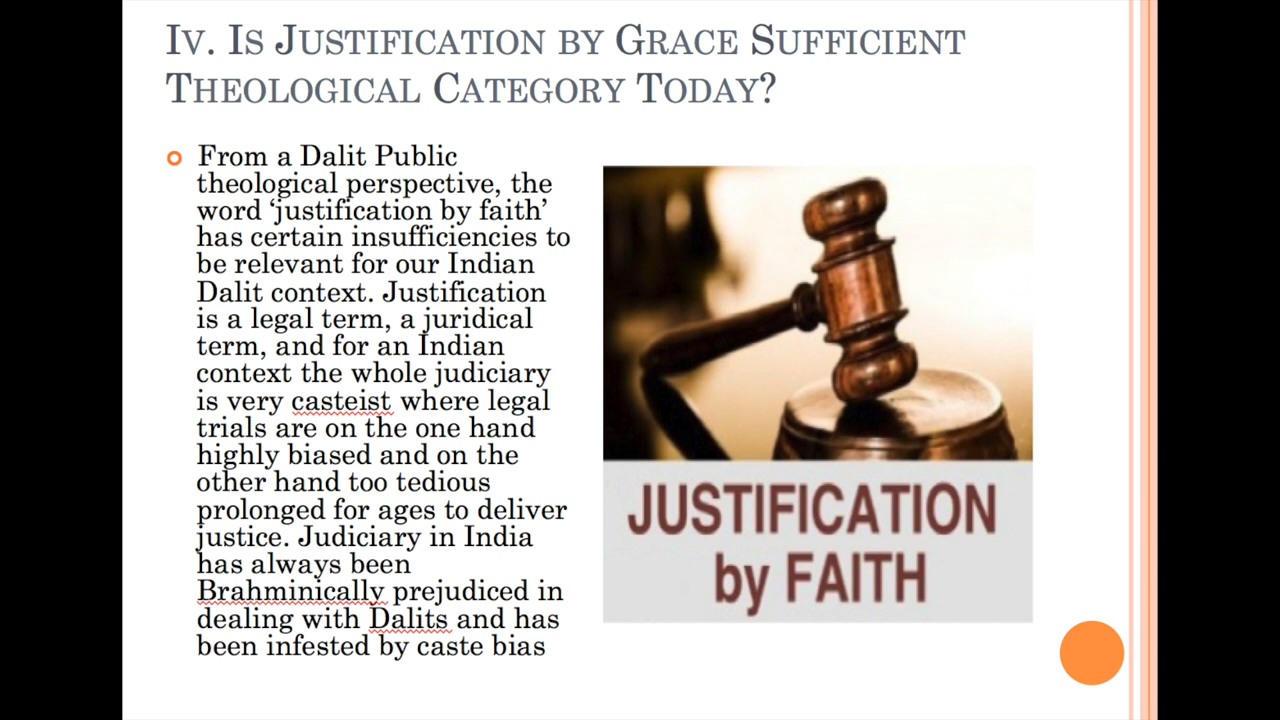 IV. IS JUSTIFICATION BY GRACE SUFFICIENT
THEOLOGICAL CATEGORY TODAY?
From a Dalit Public
theological perspective, the
word ‘justification by faith’
has certain insufficiencies to
be relevant for our Indian
Dalit context. Justification
is a legal term, a juridical
term, and for an Indian
context the whole judiciary
is very casteist where legal
trials are on the one hand
highly biased and on the
other hand too tedious
prolonged for ages to deliver
justice. Judiciary in India
has always been
Brahminically prejudiced in
dealing with Dalits and has
been infested by caste bias
JUSTIFICATION
by FAITH